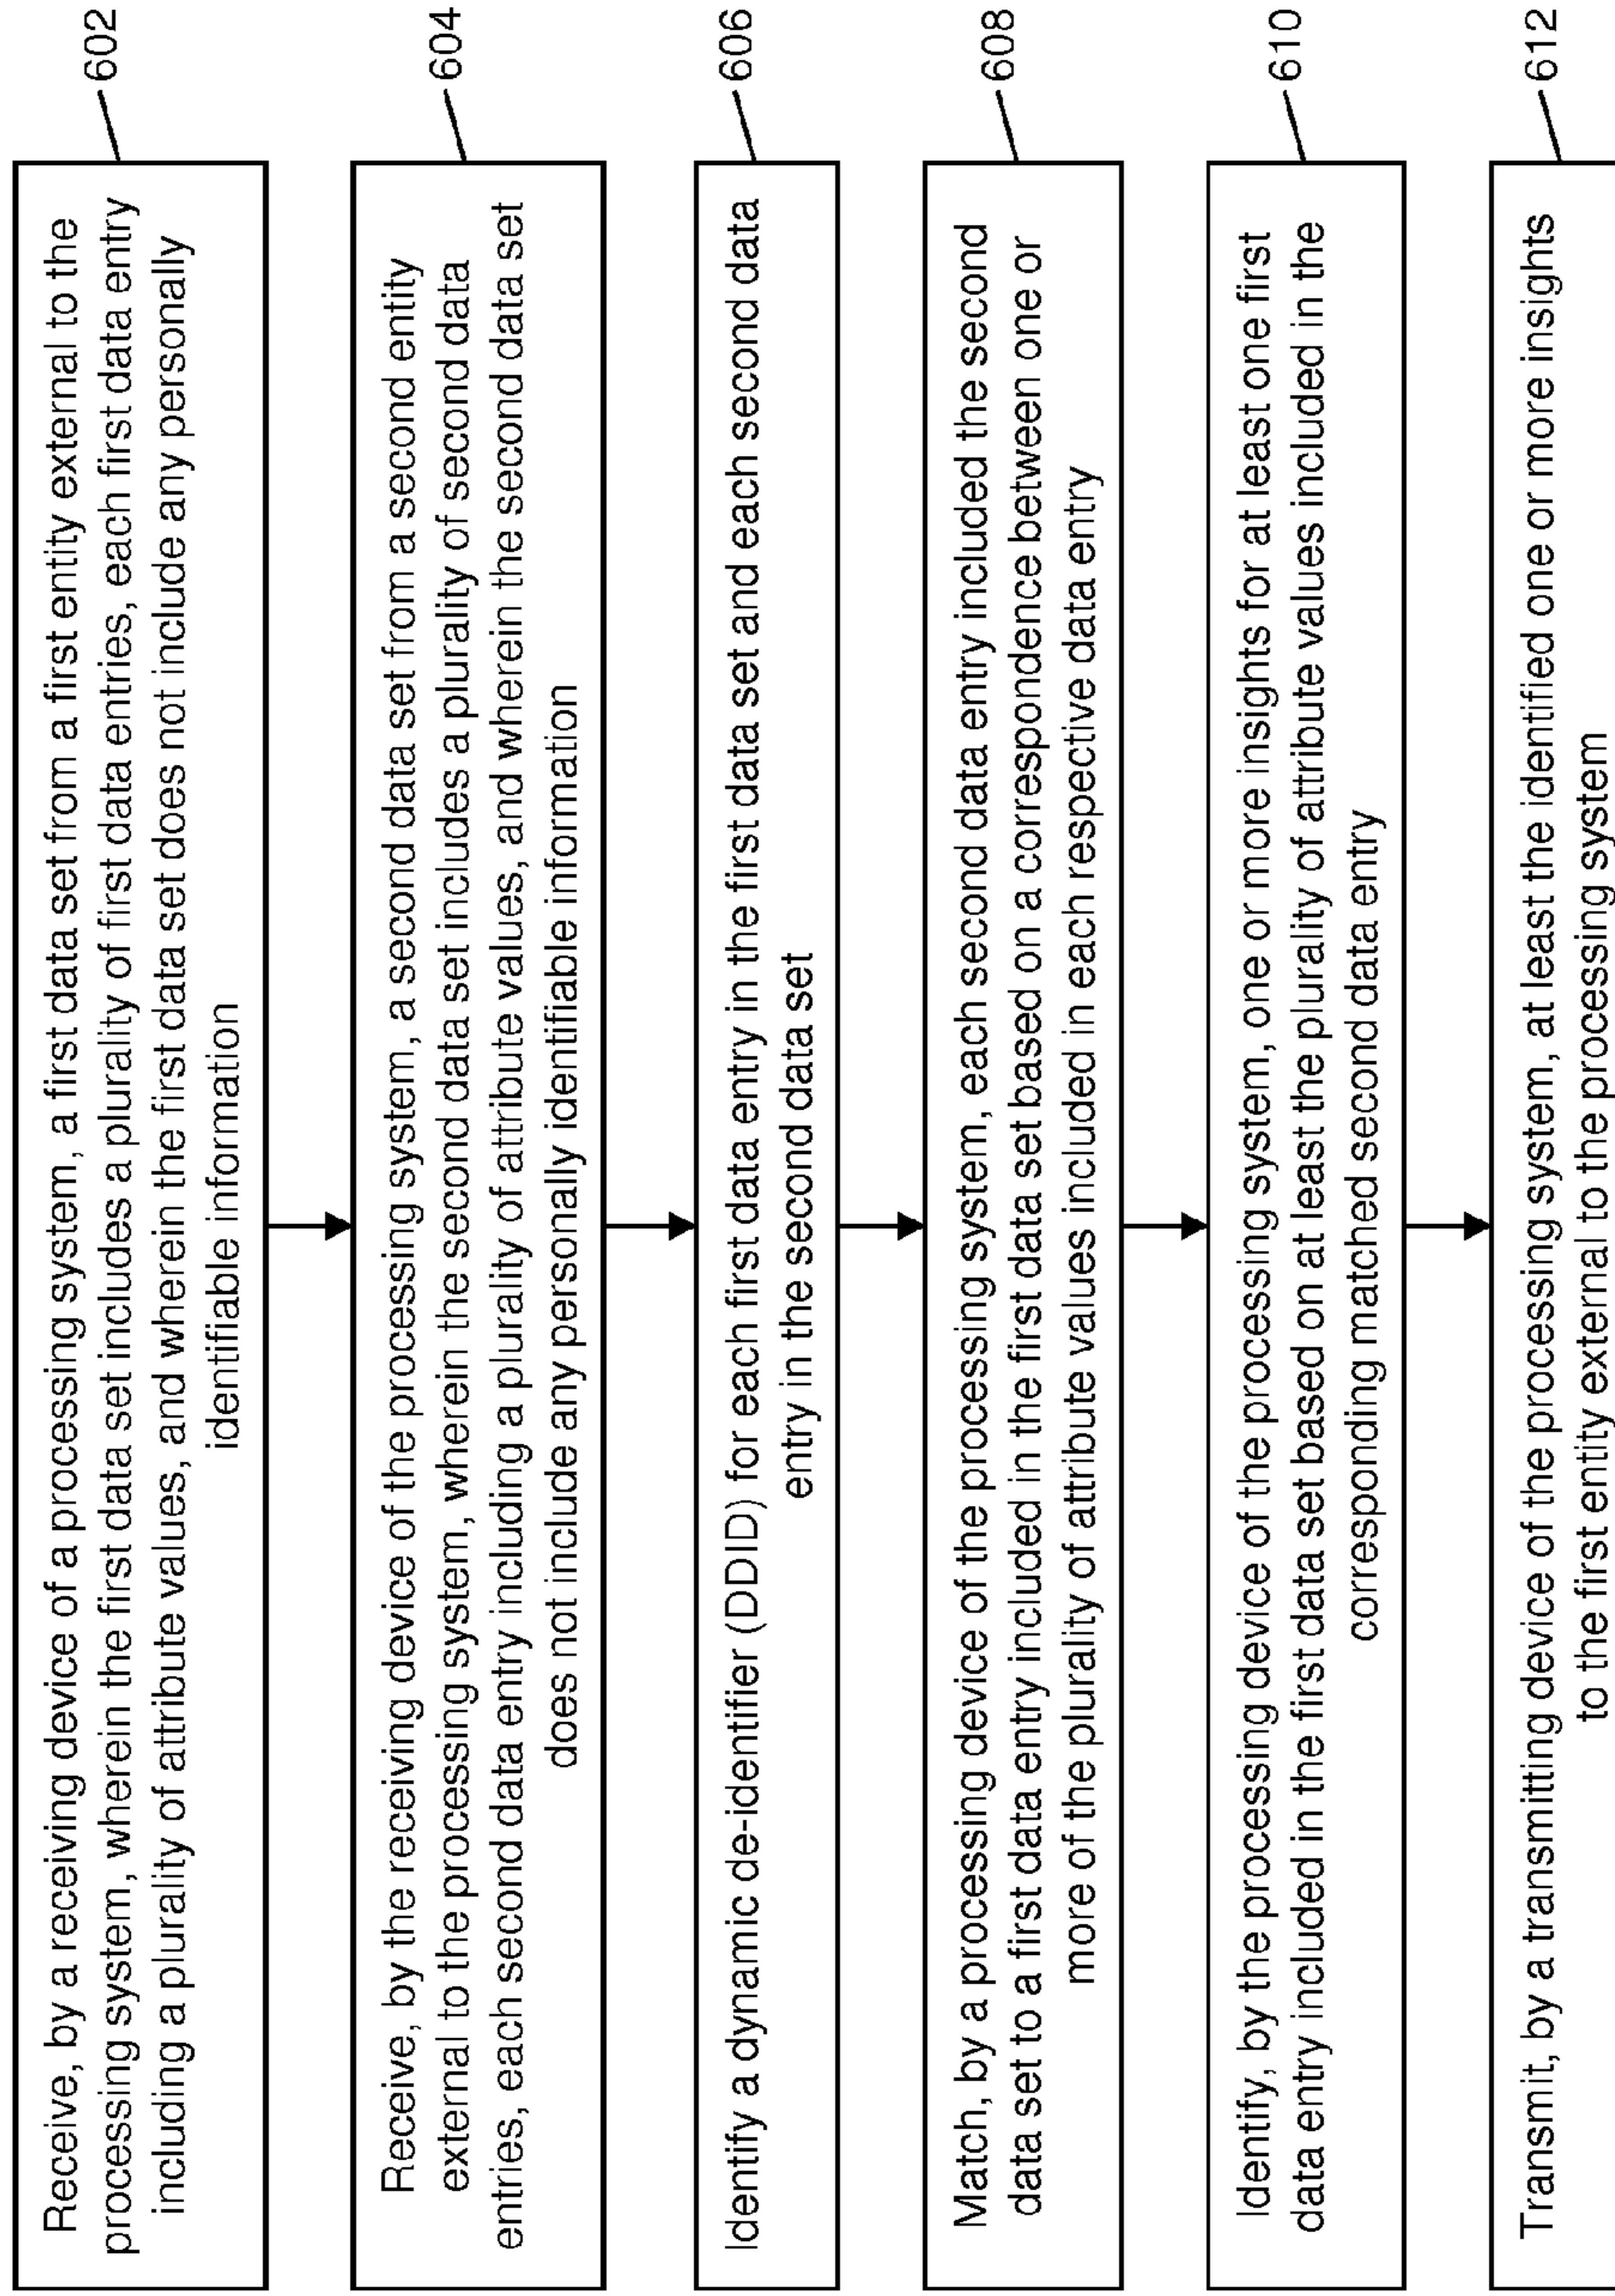 Receive, by a receiving device of a processing system, a first data set from a first entity external to the
processing system, wherein the first data set includes a plurality of first data entries, each first data entry
including a plurality of attribute values, and wherein the first data set does not include any personally
identifiable information
602
Receive, by the receiving device of the processing system, a second data set from a second entity
external to the processing system, wherein the second data set includes a plurality of second data
entries, each second data entry including a plurality of attribute values, and wherein the second data set
does not include any personally identifiable information
604
Identify a dynamic de-identifier (DDID) for each first data entry in the first data set and each second data
entry in the second data set
606
Match, by a processing device of the processing system, each second data entry included the second
data set to a first data entry included in the first data set based on a correspondence between one or
more of the plurality of attribute values included in each respective data entry
608
Identify, by the processing device of the processing system, one or more insights for at least one first
data entry included in the first data set based on at least the plurality of attribute values included in the
corresponding matched second data entry
610
Transmit, by a transmitting device of the processing system, at least the identified one or more insights
to the first entity external to the processing system
612